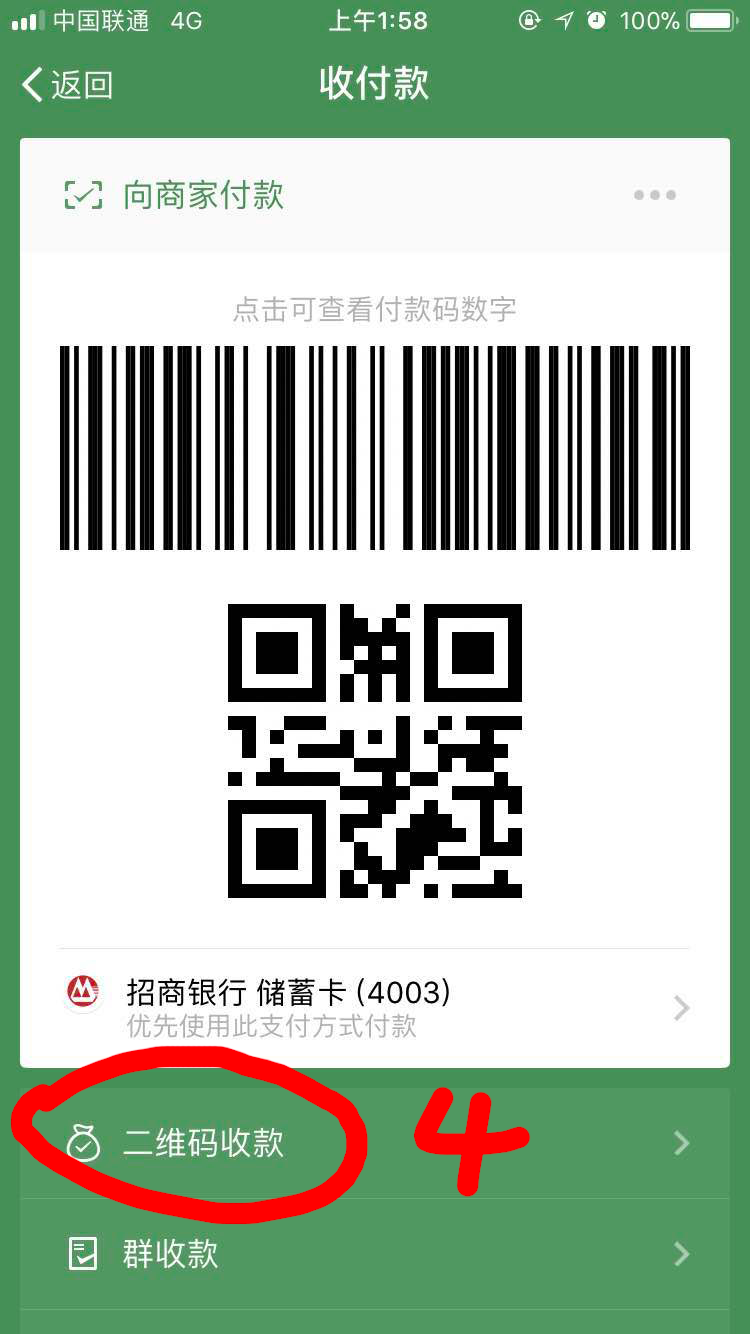 中国联通 4G 上午1:58 100%
返回 收付款
向商家付款
点击可查看付款码数字
招商银行 储蓄卡 (4003)
优先使用此支付方式付款
二维码收款 4
群收款